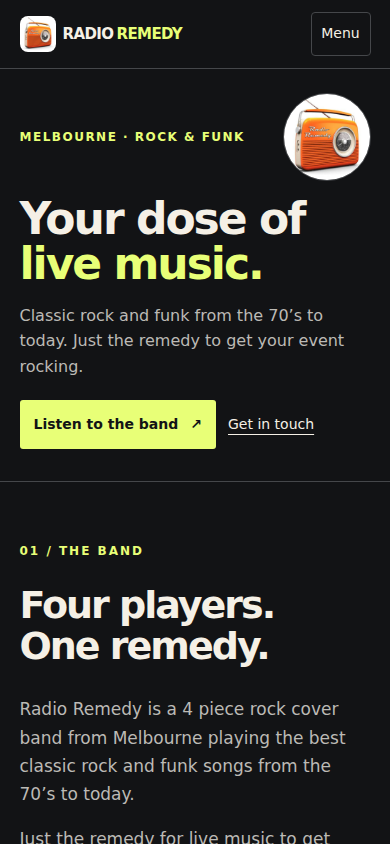 RADIO REMEDY
Menu
MELBOURNE · ROCK & FUNK
Your dose of
live music.
Classic rock and funk from the 70’s to
today. Just the remedy to get your event
rocking.
Listen to the band ↗
Get in touch
01 / THE BAND
Four players.
One remedy.
Radio Remedy is a 4 piece rock cover
band from Melbourne playing the best
classic rock and funk songs from the
70’s to today.
Just the remedy for live music to get